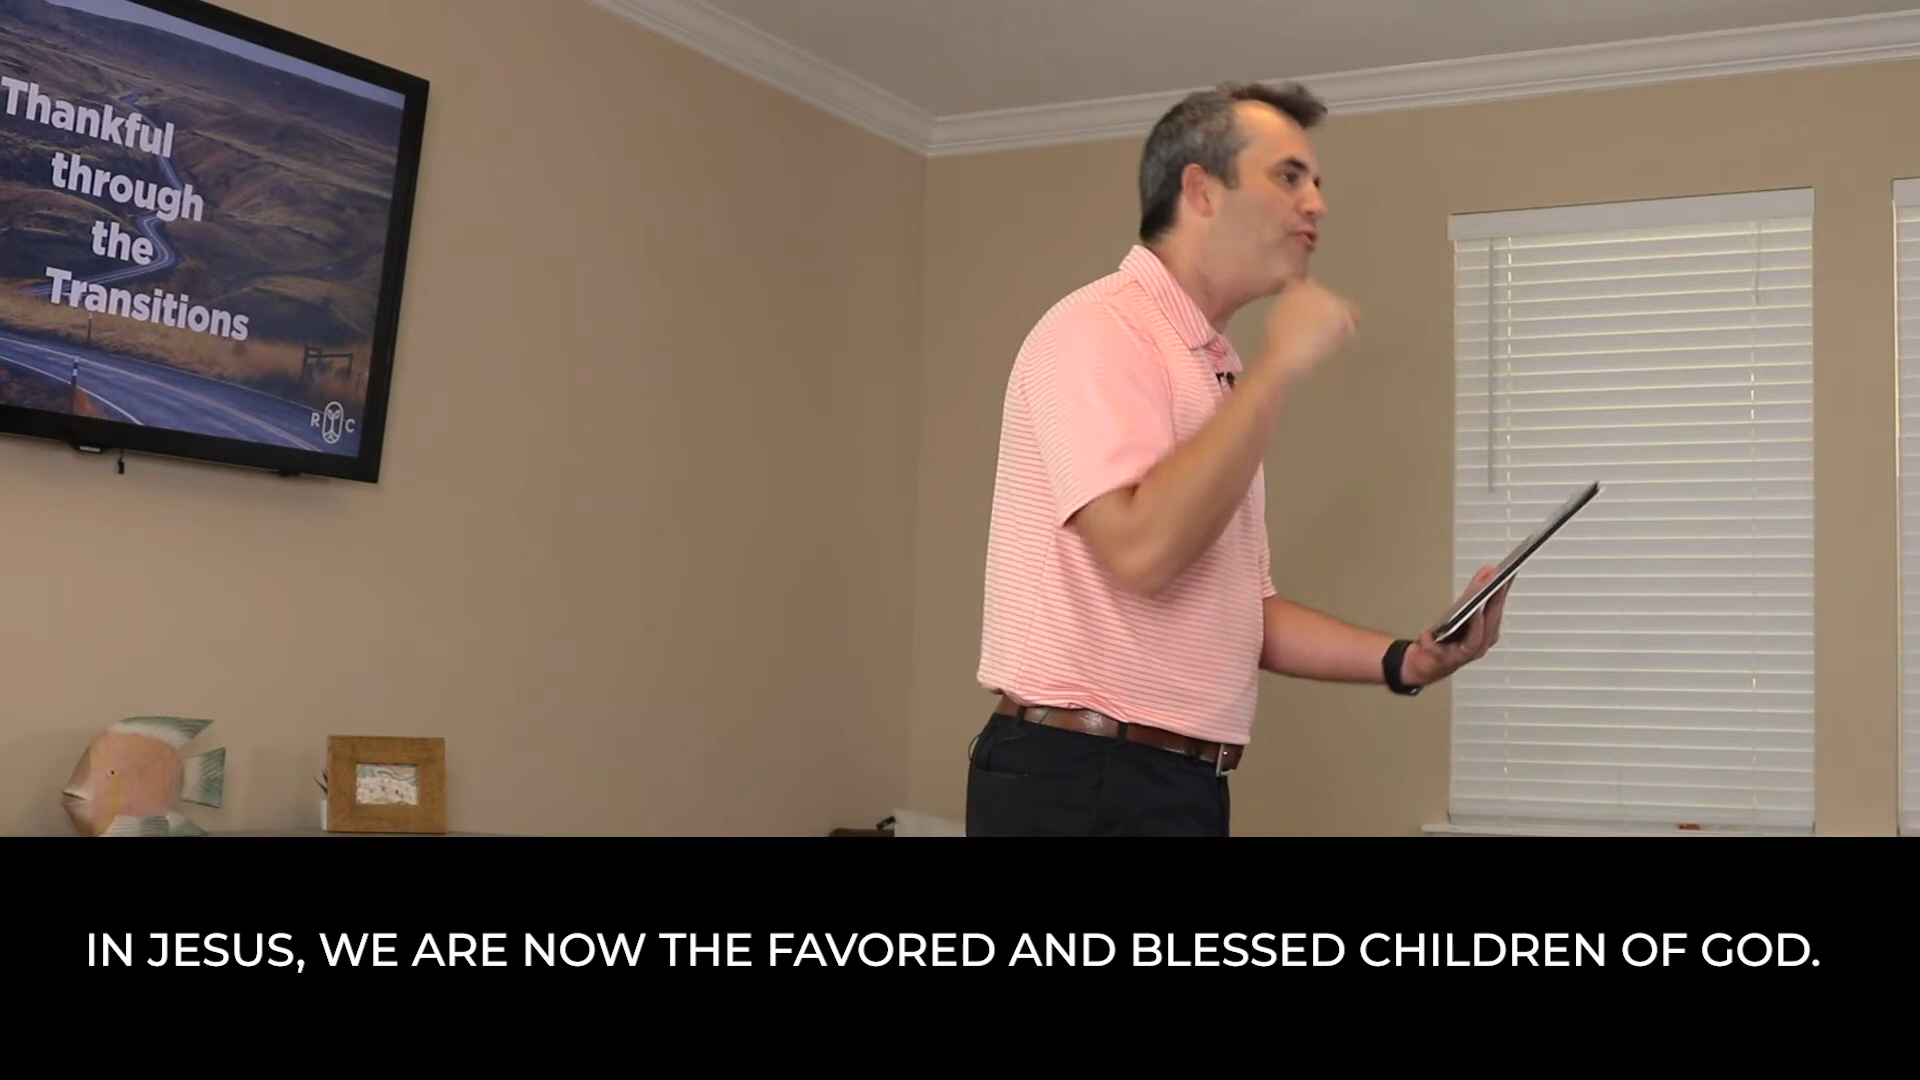 Thankful
through
the
Transitions
R C
IN JESUS, WE ARE NOW THE FAVORED AND BLESSED CHILDREN OF GOD.